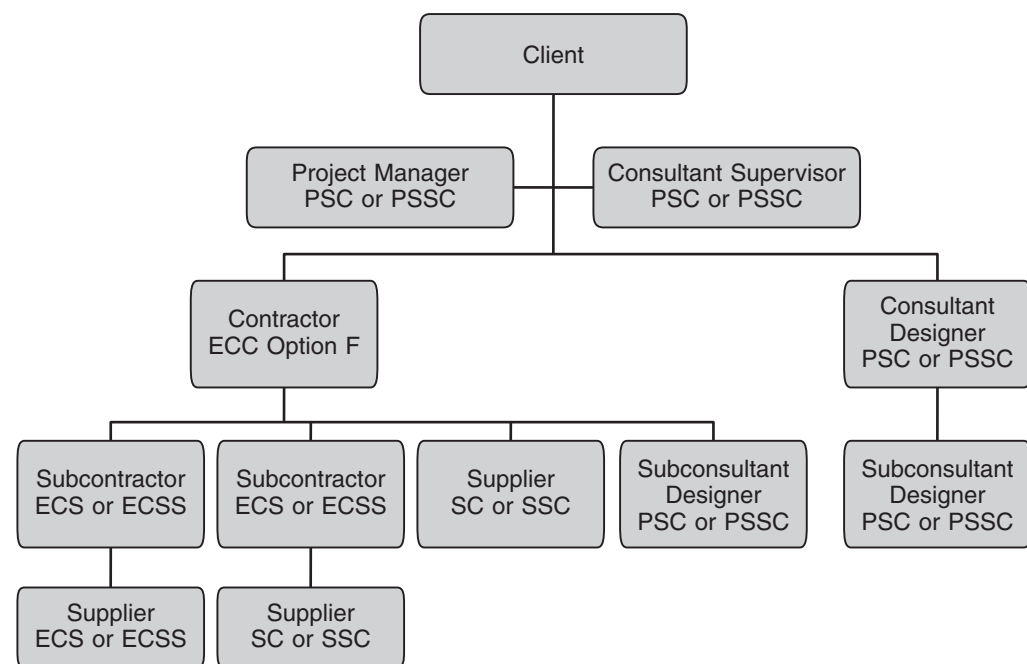 Client
Project Manager
PSC or PSSC
Consultant Supervisor
PSC or PSSC
Contractor
ECC Option F
Consultant
Designer
PSC or PSSC
Subcontractor
ECS or ECSS
Subcontractor
ECS or ECSS
Supplier
SC or SSC
Subconsultant
Designer
PSC or PSSC
Subconsultant
Designer
PSC or PSSC
Supplier
ECS or ECSS
Supplier
SC or SSC